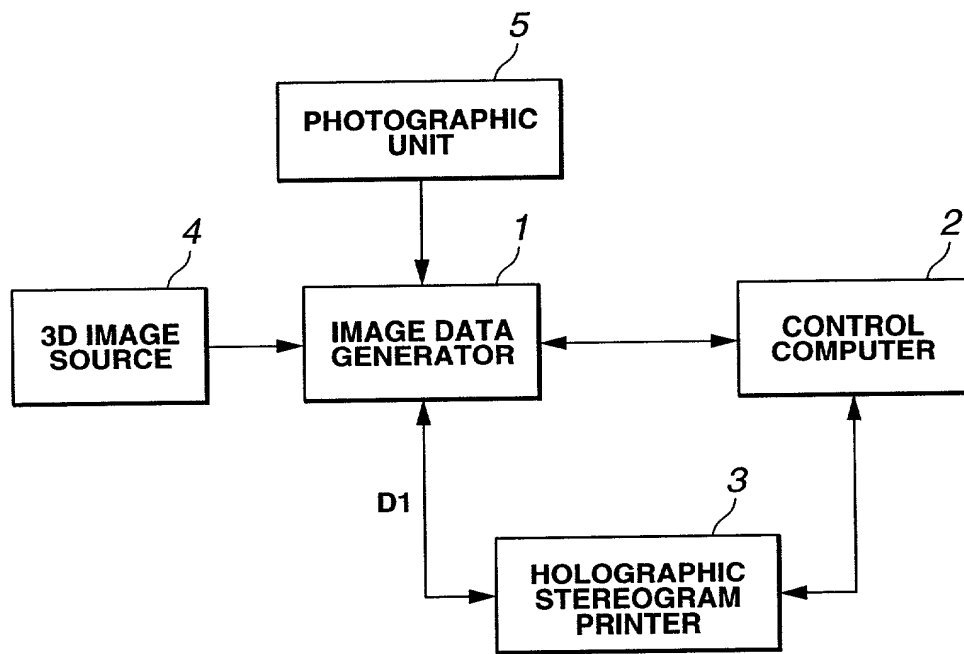 5
PHOTOGRAPHIC
UNIT
4
3D IMAGE
SOURCE
1
IMAGE DATA
GENERATOR
2
CONTROL
COMPUTER
D1
3
HOLOGRAPHIC
STEREOGRAM
PRINTER